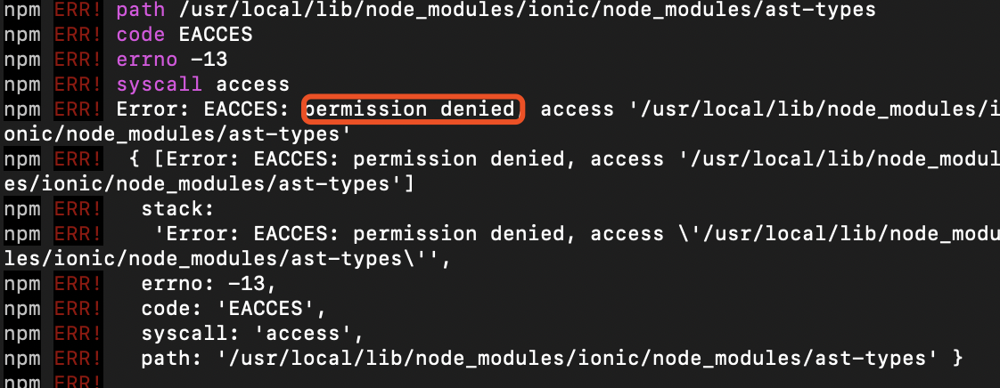 npm ERR! path /usr/local/lib/node_modules/ionic/node_modules/ast-types
npm ERR! code EACCES
npm ERR! errno -13
npm ERR! syscall access
npm ERR! Error: EACCES: permission denied, access '/usr/local/lib/node_modules/i
onic/node_modules/ast-types'
npm ERR!  { [Error: EACCES: permission denied, access '/usr/local/lib/node_modul
es/ionic/node_modules/ast-types']
npm ERR!   stack:
npm ERR!    'Error: EACCES: permission denied, access \'/usr/local/lib/node_modu
les/ionic/node_modules/ast-types\'',
npm ERR!   errno: -13,
npm ERR!   code: 'EACCES',
npm ERR!   syscall: 'access',
npm ERR!   path: '/usr/local/lib/node_modules/ionic/node_modules/ast-types' }
npm ERR!